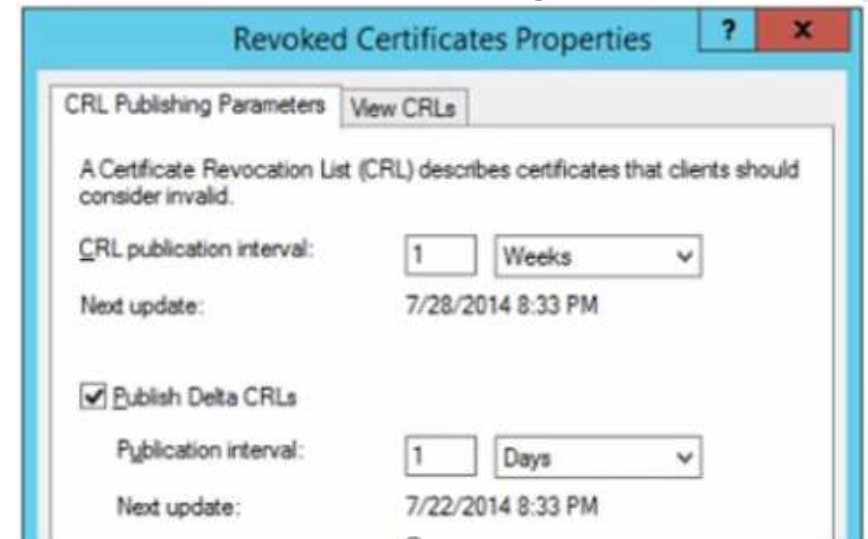 Revoked Certificates Properties ? x
CRL Publishing Parameters View CRLs
A Certificate Revocation List (CRL) describes certificates that clients should
consider invalid.
CRL publication interval: 1 Weeks
Next update: 7/28/2014 8:33 PM
Publish Delta CRLs
Publication interval: 1 Days
Next update: 7/22/2014 8:33 PM